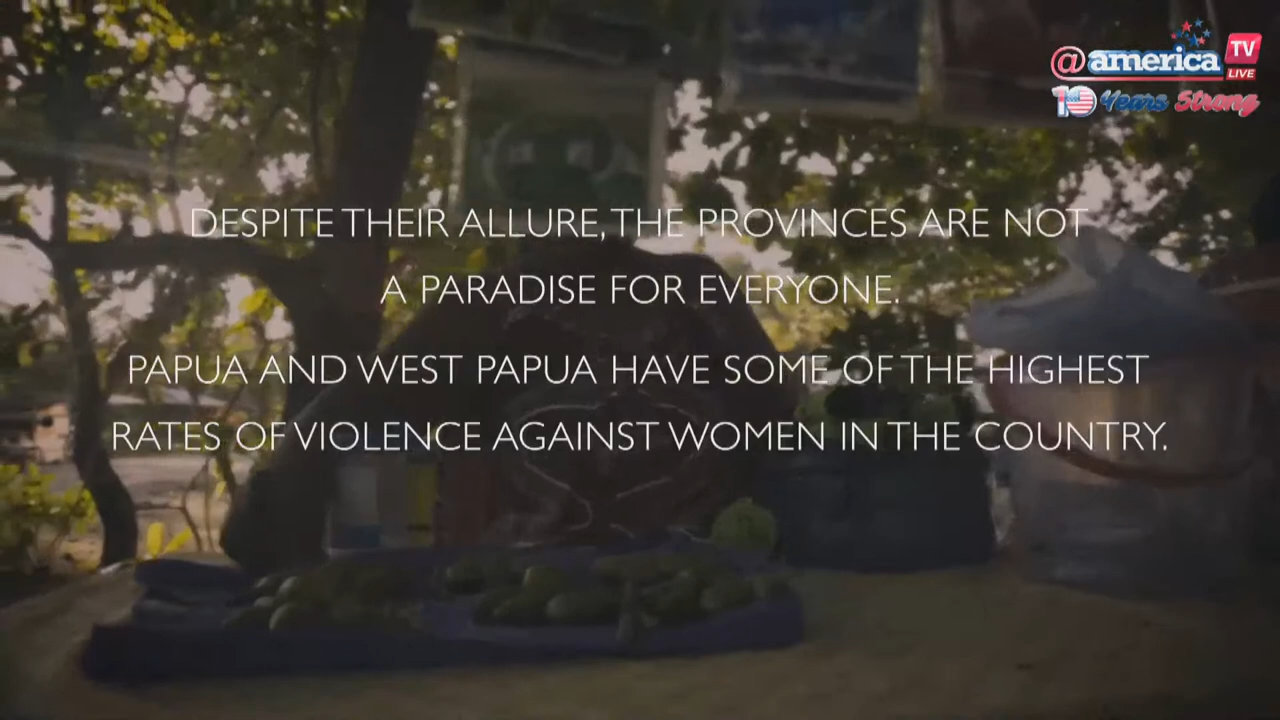 @america TV
LIVE
10 Years Strong
DESPITE THEIR ALLURE, THE PROVINCES ARE NOT
A PARADISE FOR EVERYONE.
PAPUA AND WEST PAPUA HAVE SOME OF THE HIGHEST
RATES OF VIOLENCE AGAINST WOMEN IN THE COUNTRY.